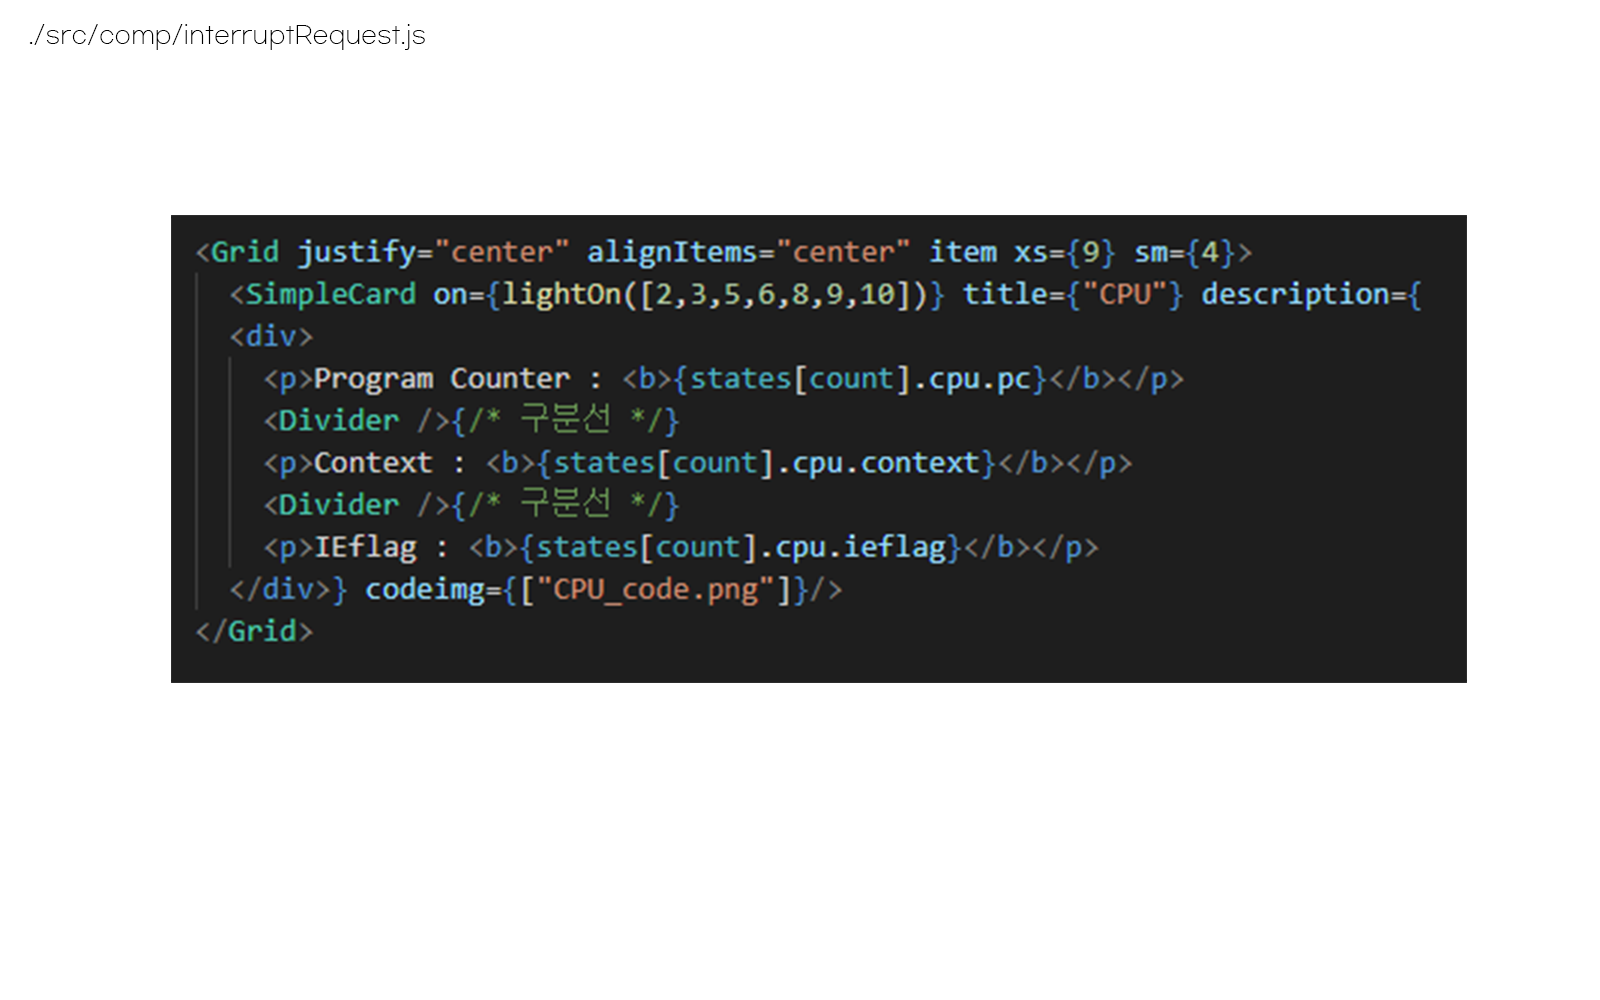 ./src/comp/interruptRequest.js
<Grid justify="center" alignItems="center" item xs={9} sm={4}>
<SimpleCard on={lightOn([2,3,5,6,8,9,10])} title={"CPU"} description={
<div>
<p>Program Counter : <b>{states[count].cpu.pc}</b></p>
<Divider />{/* 구분선 */}
<p>Context : <b>{states[count].cpu.context}</b></p>
<Divider />{/* 구분선 */}
<p>IEflag : <b>{states[count].cpu.ieflag}</b></p>
</div>} codeimg={["CPU_code.png"]}/>
</Grid>